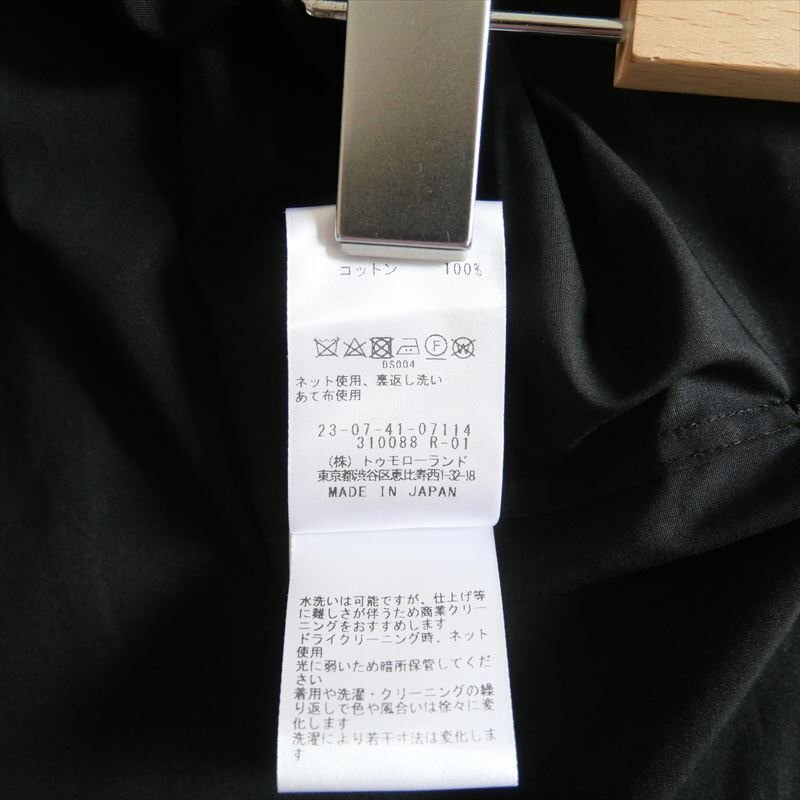 コットン 100%
F W
DS004
ネット使用、裏返し洗い
あて布使用
23-07-41-07114
310088 R-01
(株)トゥモローランド
東京都渋谷区恵比寿西1-32-18
MADE IN JAPAN
水洗いは可能ですが、仕上げ等
に難しさが伴うため商業クリー
ニングをおすすめします
ドライクリーニング時、ネット
使用
光に弱いため暗所保管してくだ
さい
着用や洗濯・クリーニングの繰
り返しで色や風合いは徐々に変
化します
洗濯により若干寸法は変化しま
す